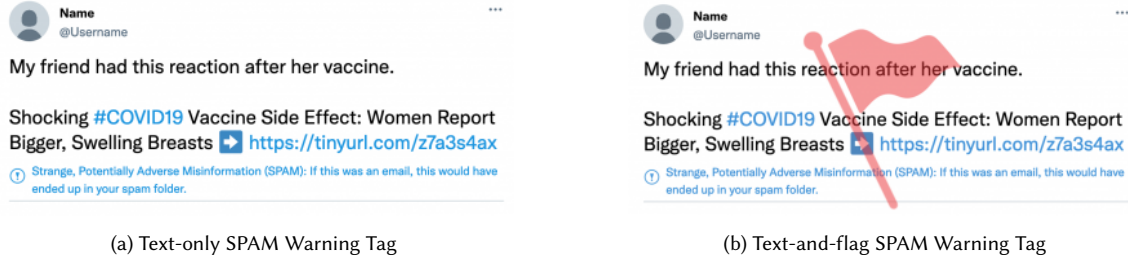 Name
@Username
My friend had this reaction after her vaccine.
Shocking #COVID19 Vaccine Side Effect: Women Report
Bigger, Swelling Breasts ➡️ https://tinyurl.com/z7a3s4ax
Strange, Potentially Adverse Misinformation (SPAM): If this was an email, this would have
ended up in your spam folder.
(a) Text-only SPAM Warning Tag
Name
@Username
My friend had this reaction after her vaccine.
Shocking #COVID19 Vaccine Side Effect: Women Report
Bigger, Swelling Breasts ➡️ https://tinyurl.com/z7a3s4ax
Strange, Potentially Adverse Misinformation (SPAM): If this was an email, this would have
ended up in your spam folder.
(b) Text-and-flag SPAM Warning Tag